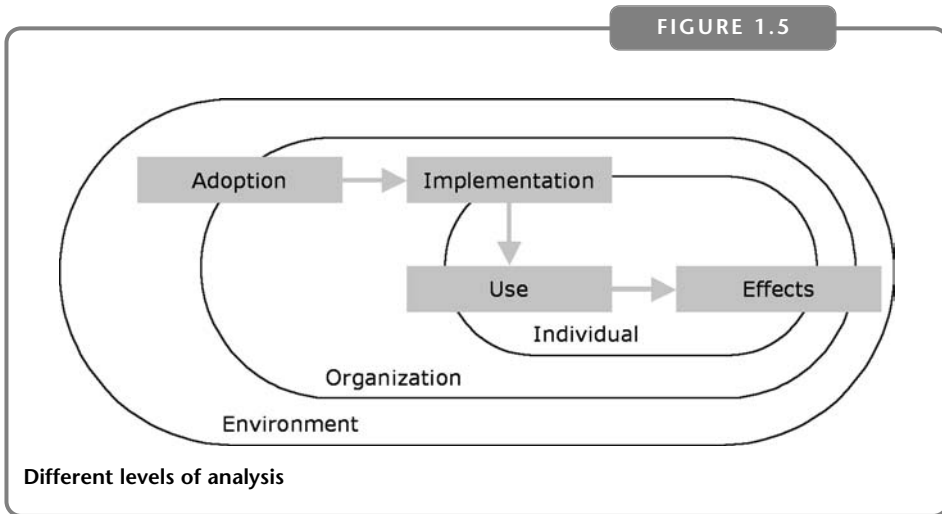 FIGURE 1.5
Adoption
Implementation
Use
Effects
Individual
Organization
Environment
Different levels of analysis